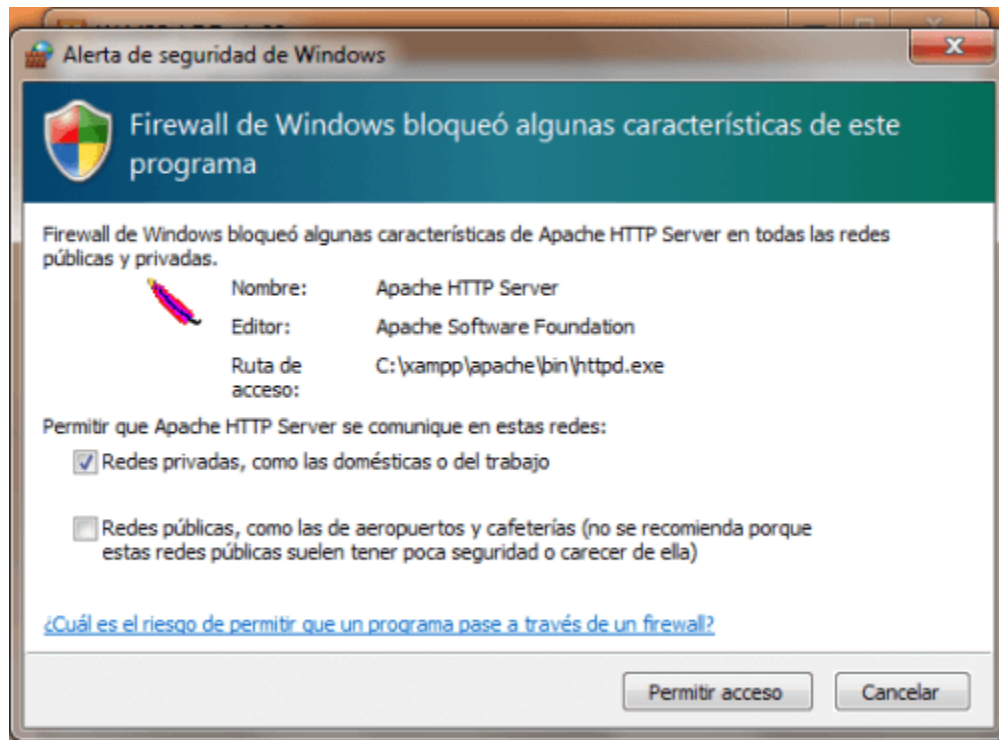 Alerta de seguridad de Windows
Firewall de Windows bloqueó algunas características de este
programa
Firewall de Windows bloqueó algunas características de Apache HTTP Server en todas las redes
públicas y privadas.
Nombre: Apache HTTP Server
Editor: Apache Software Foundation
Ruta de C:\xampp\apache\bin\httpd.exe
acceso:
Permitir que Apache HTTP Server se comunique en estas redes:
Redes privadas, como las domésticas o del trabajo
Redes públicas, como las de aeropuertos y cafeterías (no se recomienda porque
estas redes públicas suelen tener poca seguridad o carecer de ella)
¿Cuál es el riesgo de permitir que un programa pase a través de un firewall?
Permitir acceso Cancelar